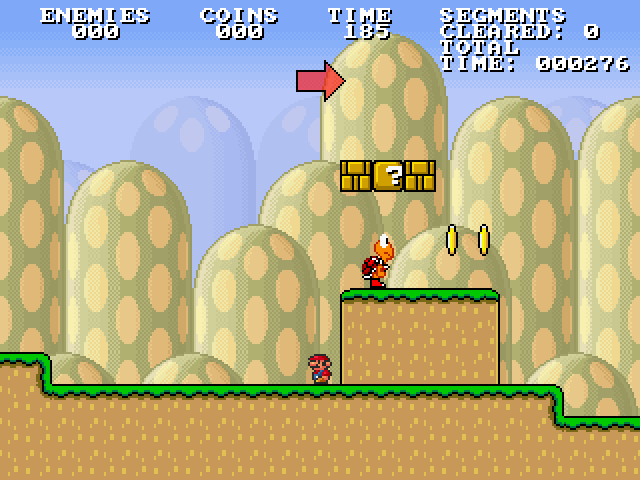 ENEMIES COINS TIME SEGMENTS
000 000 185 CLEARED: 0
TOTAL
TIME: 000276
?